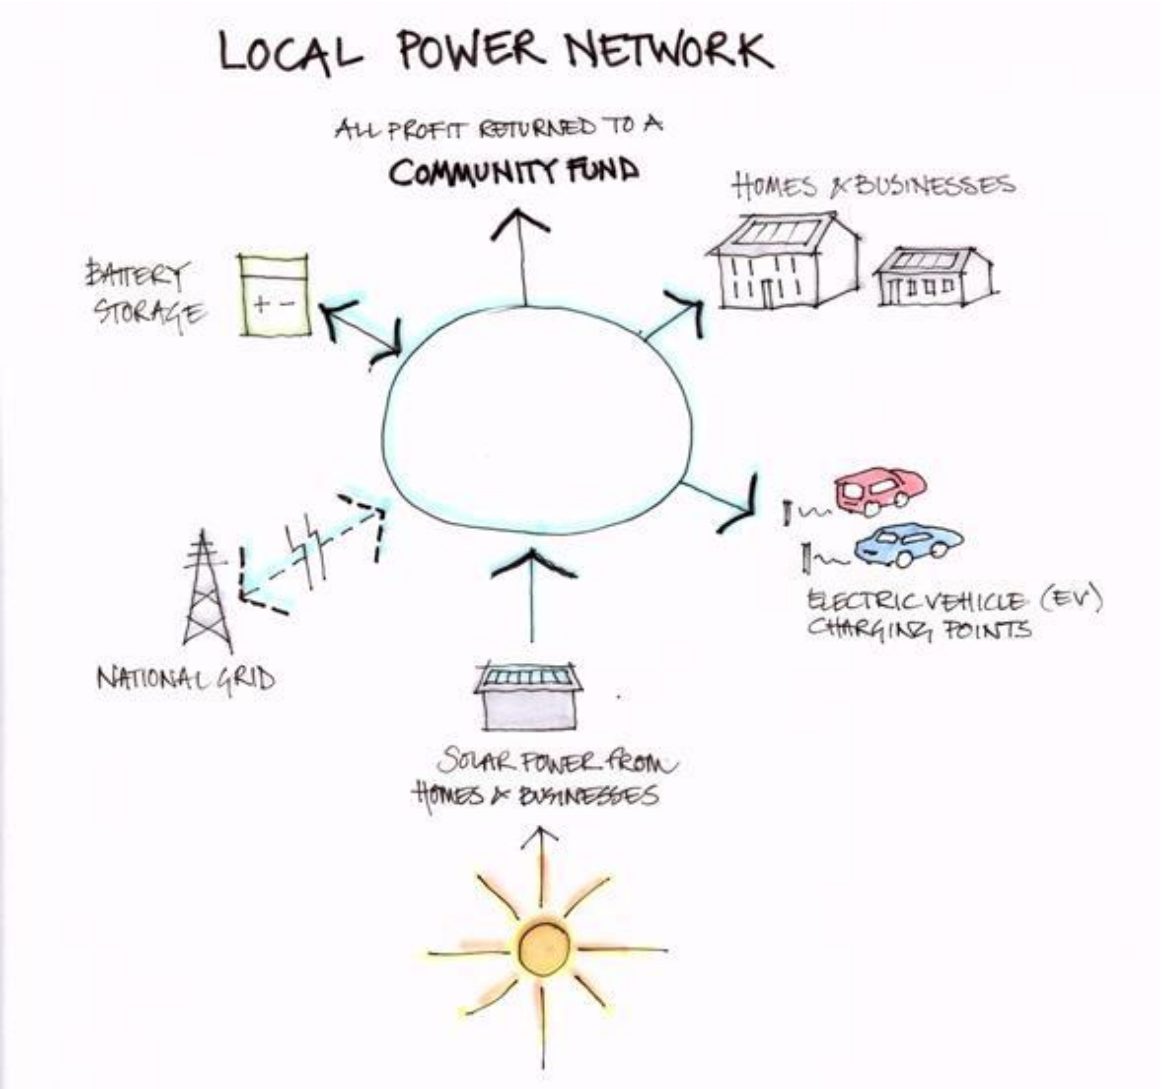 LOCAL POWER NETWORK
ALL PROFIT RETURNED TO A
COMMUNITY FUND
HOMES & BUSINESSES
BATTERY
STORAGE
+ -
ELECTRIC VEHICLE (EV)
CHARGING POINTS
NATIONAL GRID
SOLAR POWER FROM
HOMES & BUSINESSES